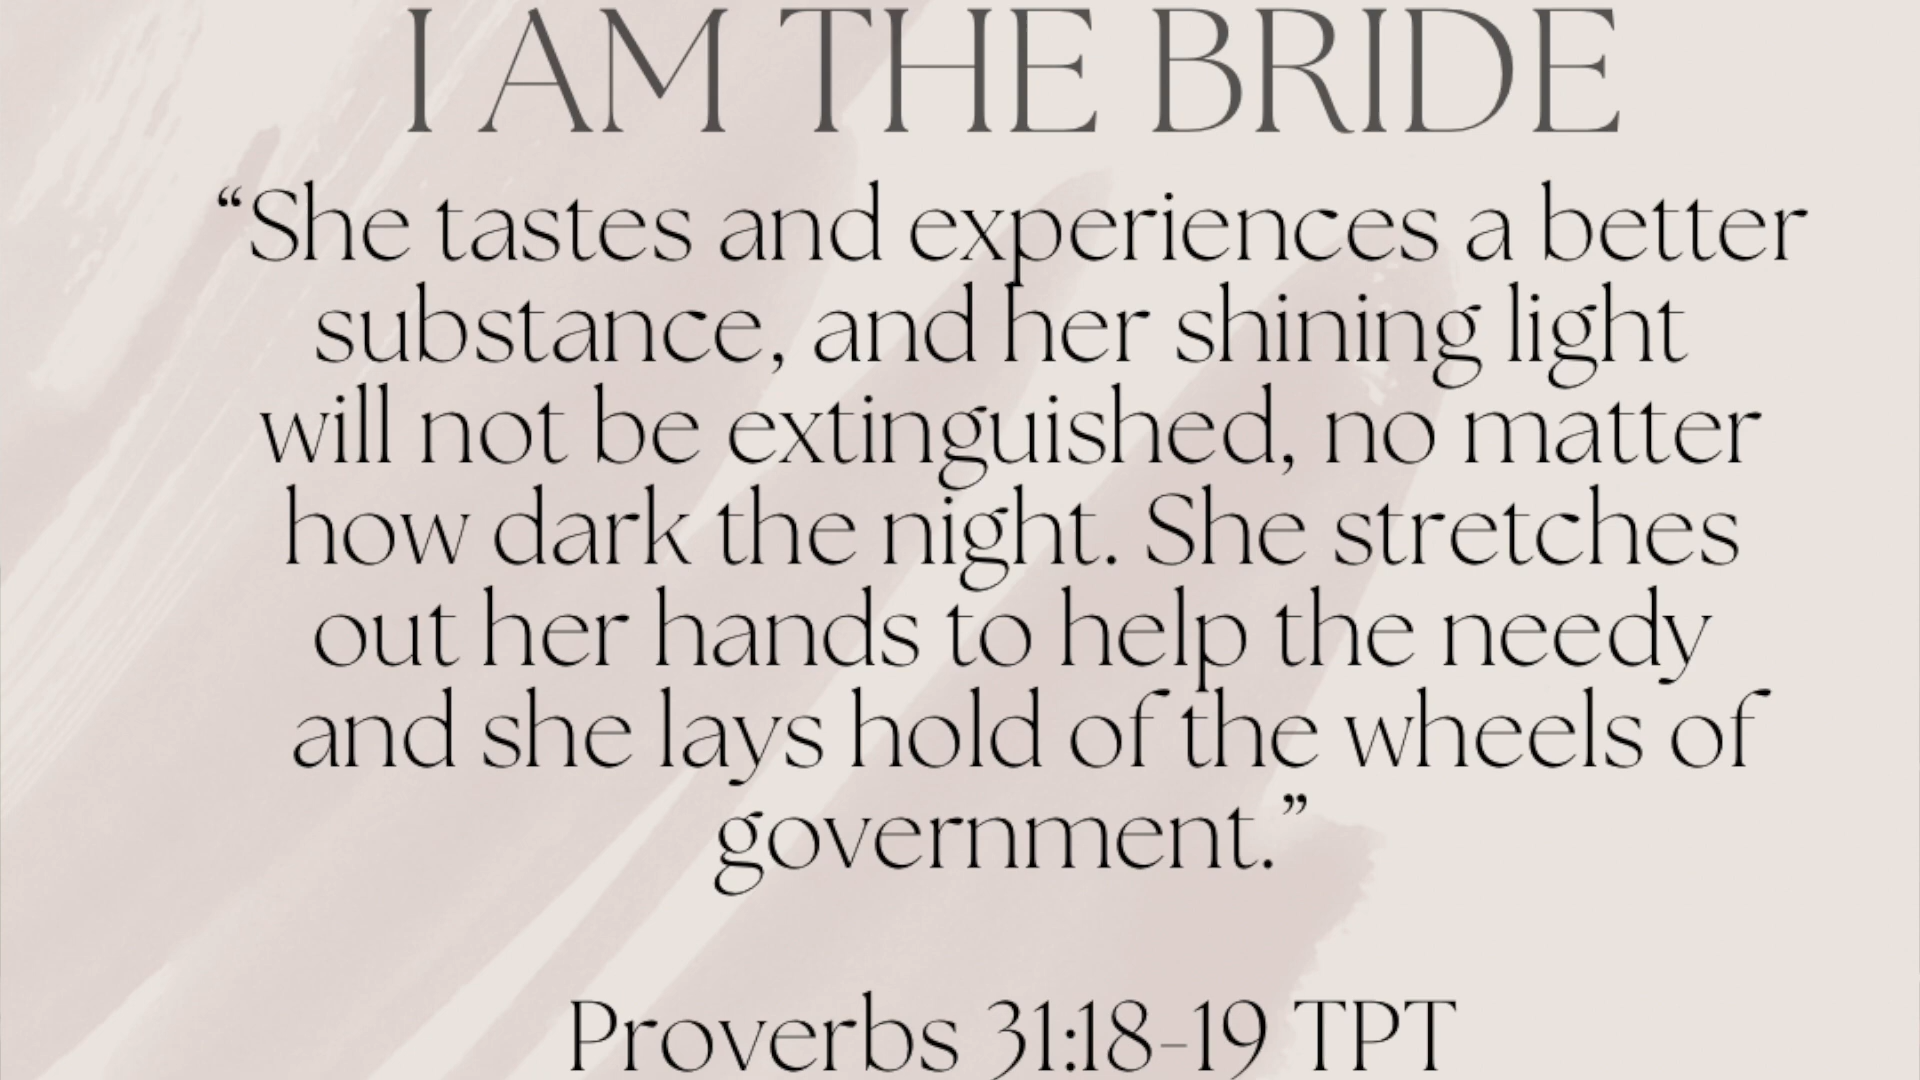 I AM THE BRIDE
“She tastes and experiences a better
substance, and her shining light
will not be extinguished, no matter
how dark the night. She stretches
out her hands to help the needy
and she lays hold of the wheels of
government.”
Proverbs 31:18-19 TPT